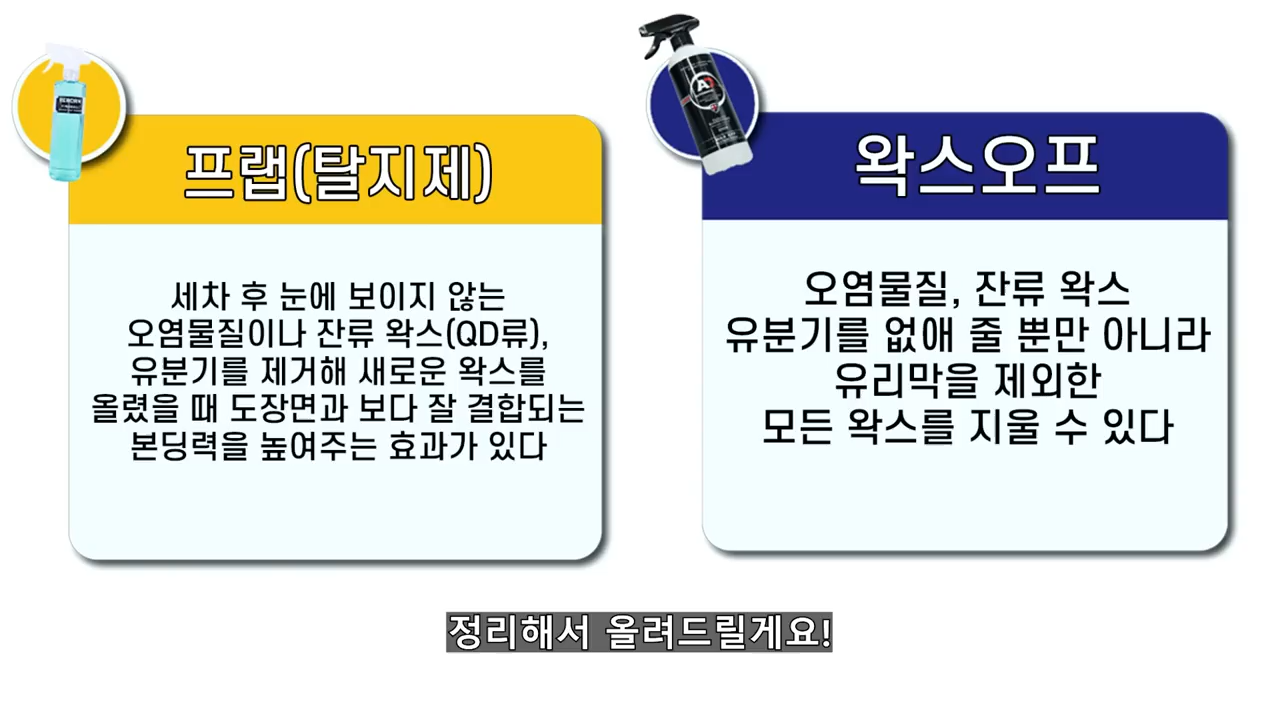 프랩(탈지제)
세차 후 눈에 보이지 않는
오염물질이나 잔류 왁스(QD류),
유분기를 제거해 새로운 왁스를
올렸을 때 도장면과 보다 잘 결합되는
본딩력을 높여주는 효과가 있다
왁스오프
오염물질, 잔류 왁스
유분기를 없애 줄 뿐만 아니라
유리막을 제외한
모든 왁스를 지울 수 있다
정리해서 올려드릴게요!